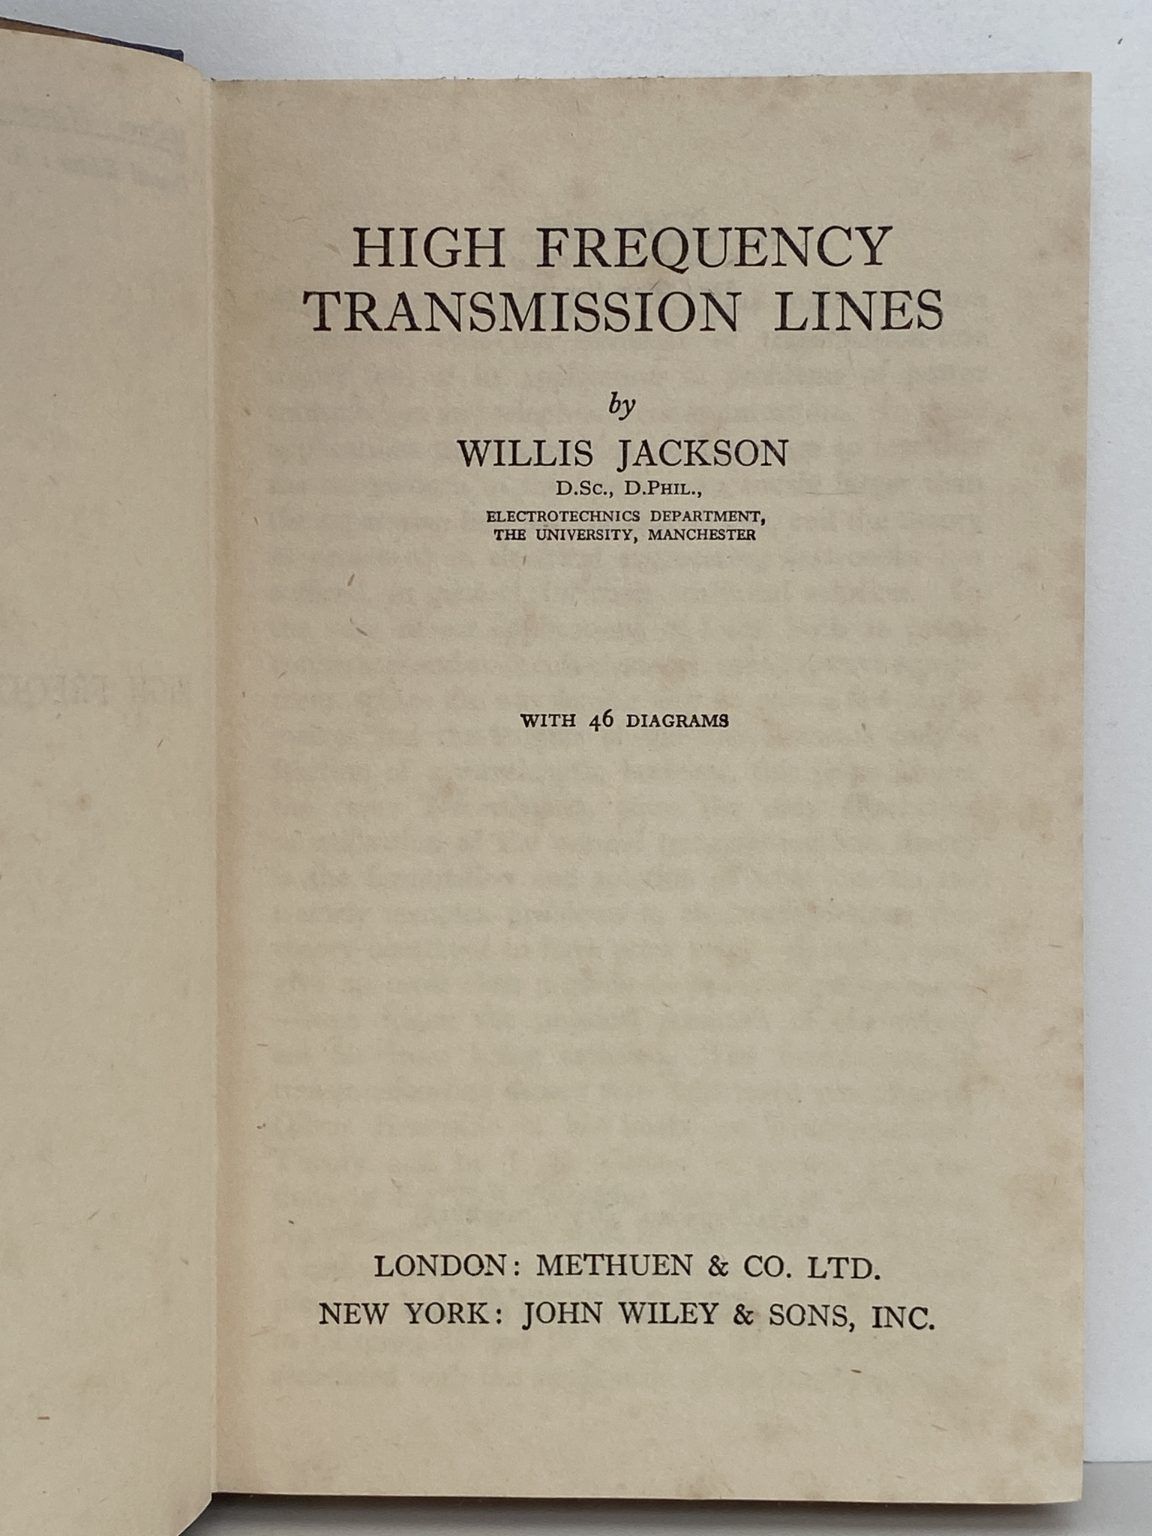 HIGH FREQUENCY
TRANSMISSION LINES
by
WILLIS JACKSON
D.Sc., D.Phil.,
ELECTROTECHNICS DEPARTMENT,
THE UNIVERSITY, MANCHESTER
WITH 46 DIAGRAMS
LONDON: METHUEN & CO. LTD.
NEW YORK: JOHN WILEY & SONS, INC.